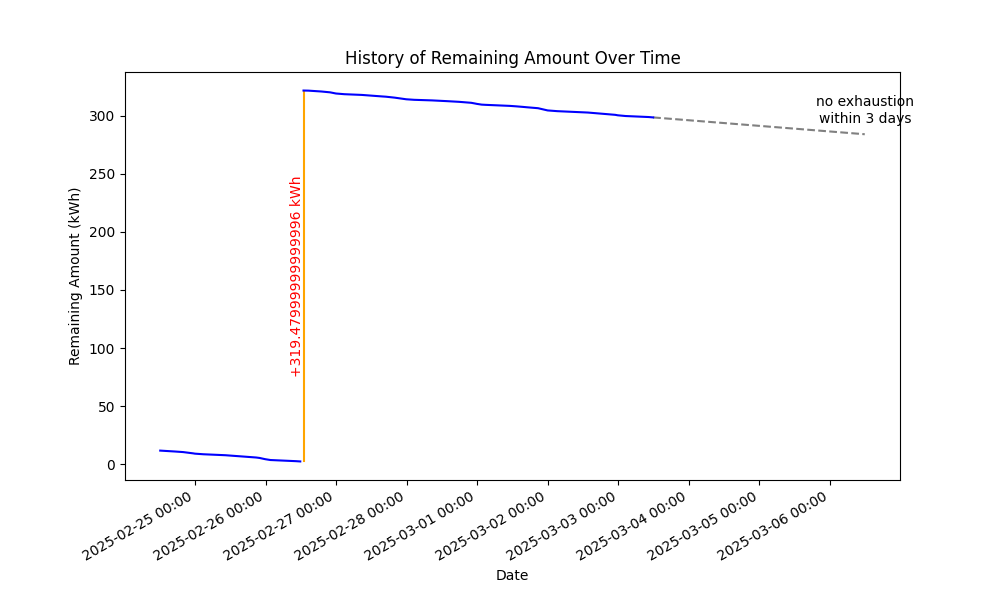 History of Remaining Amount Over Time
no exhaustion
within 3 days
+319.47999999999996 kWh
Remaining Amount (kWh)
300
250
200
150
100
50
0
2025-02-25 00:00
2025-02-26 00:00
2025-02-27 00:00
2025-02-28 00:00
2025-03-01 00:00
2025-03-02 00:00
2025-03-03 00:00
2025-03-04 00:00
2025-03-05 00:00
2025-03-06 00:00
Date